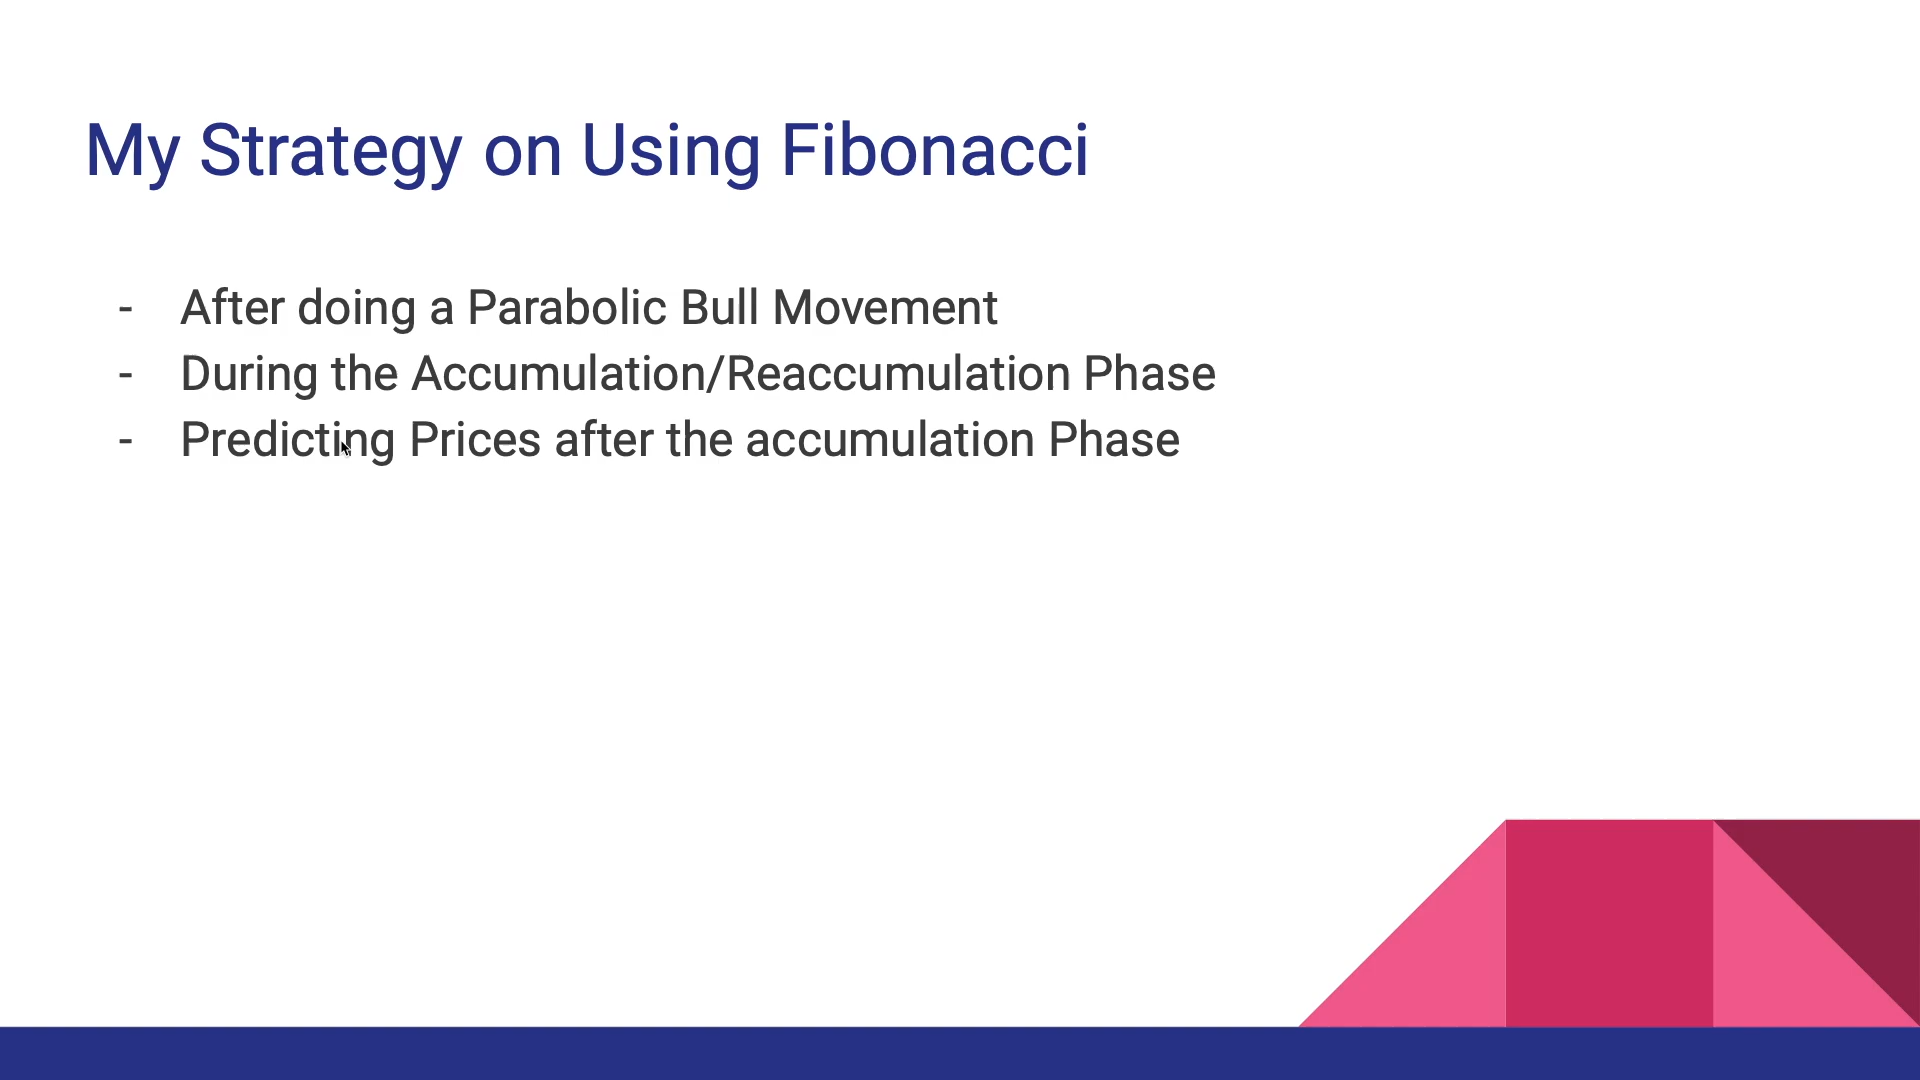 My Strategy on Using Fibonacci
- After doing a Parabolic Bull Movement
- During the Accumulation/Reaccumulation Phase
- Predicting Prices after the accumulation Phase